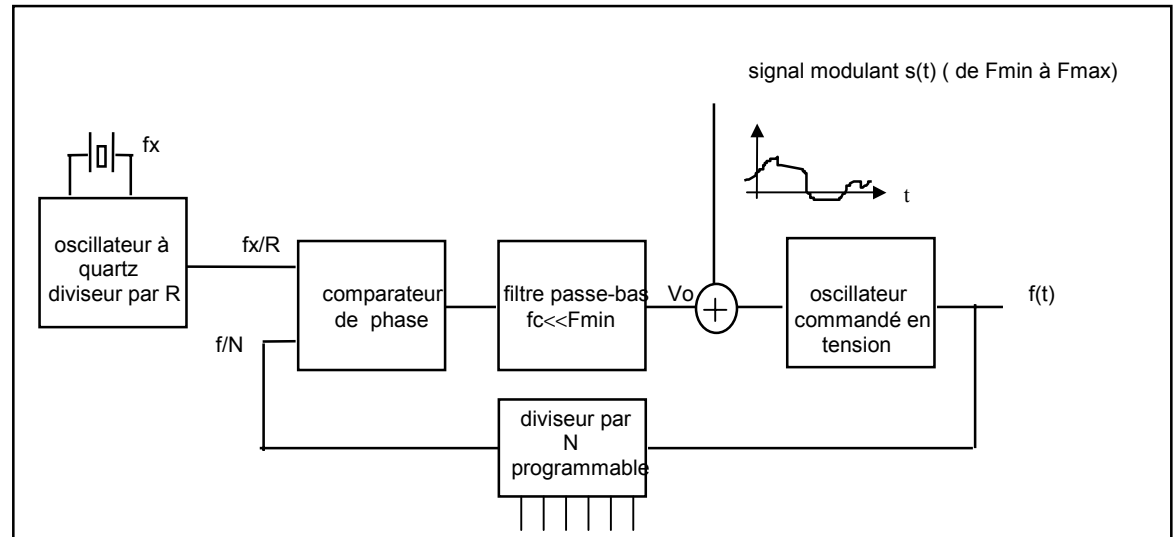 signal modulant s(t) ( de Fmin à Fmax)
fx
t
oscillateur à
quartz
diviseur par R
fx/R
comparateur
de phase
filtre passe-bas
fc<<Fmin
Vo
+
oscillateur
commandé en
tension
f(t)
f/N
diviseur par
N
programmable